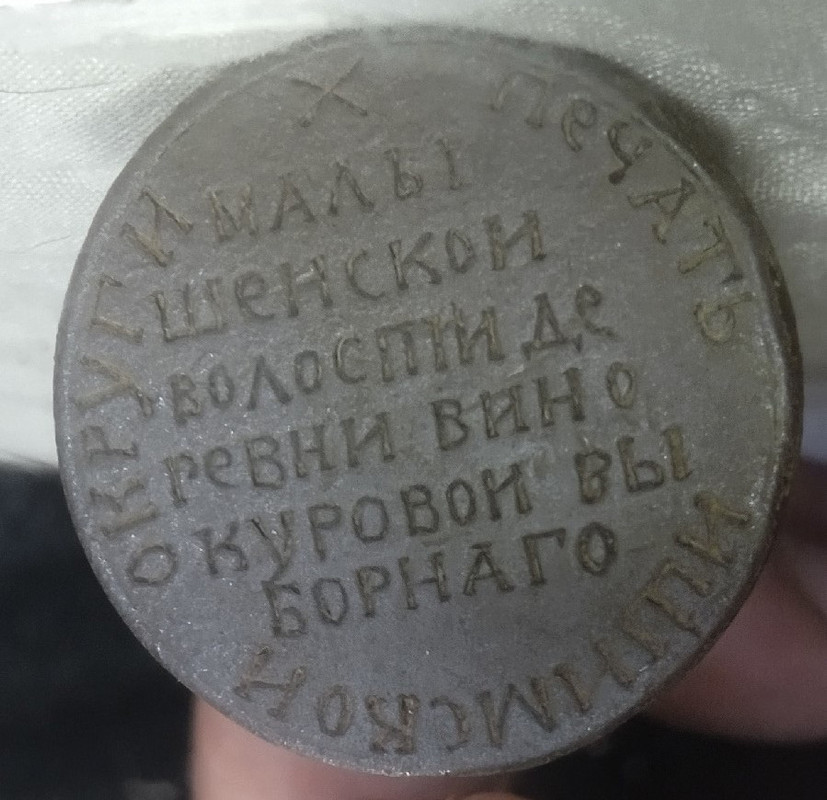 ПеЧАТЬ ИШИМСКОИ ОКРУГИ
МАЛЫ
ШеНСКОИ
ВОЛОСТИ Де
РеВНИ ВИНО
КУРОВОИ ВЫ
БОРНАГО